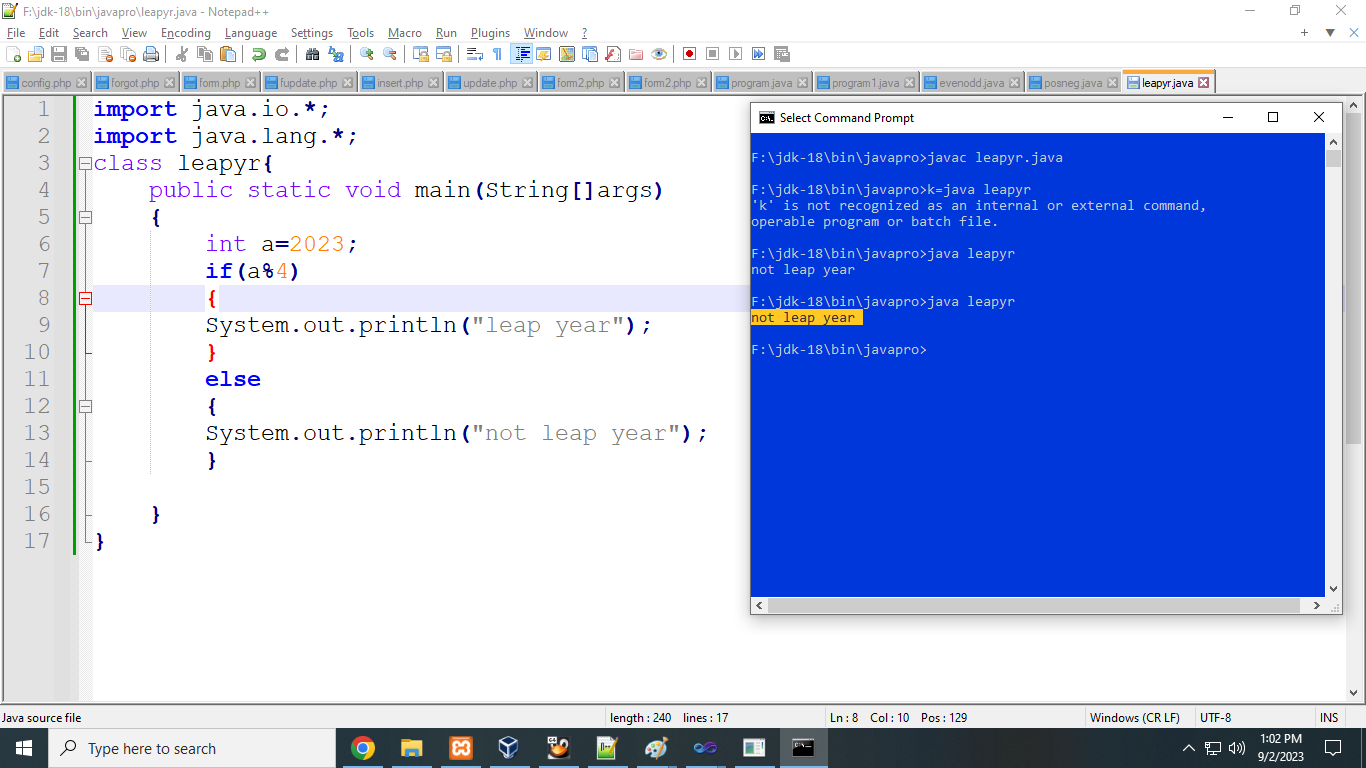 F:\jdk-18\bin\javapro\leapyr.java - Notepad++
File Edit Search View Encoding Language Settings Tools Macro Run Plugins Window ?
config.php forgot.php form.php fupdate.php insert.php update.php form2.php form2.php program.java program1.java evenodd.java posneg.java leapyr.java
1 import java.io.*;
2 import java.lang.*;
3 class leapyr{
4 public static void main(String[]args)
5 {
6 int a=2023;
7 if(a%4)
8 {
9 System.out.println("leap year");
10 }
11 else
12 {
13 System.out.println("not leap year");
14 }
15
16 }
17 }
Select Command Prompt
F:\jdk-18\bin\javapro>javac leapyr.java
F:\jdk-18\bin\javapro>k=java leapyr
'k' is not recognized as an internal or external command,
operable program or batch file.
F:\jdk-18\bin\javapro>java leapyr
not leap year
F:\jdk-18\bin\javapro>java leapyr
not leap year
F:\jdk-18\bin\javapro>
Java source file length : 240 lines : 17 Ln : 8 Col : 10 Pos : 129 Windows (CR LF) UTF-8 INS
Type here to search
1:02 PM
9/2/2023